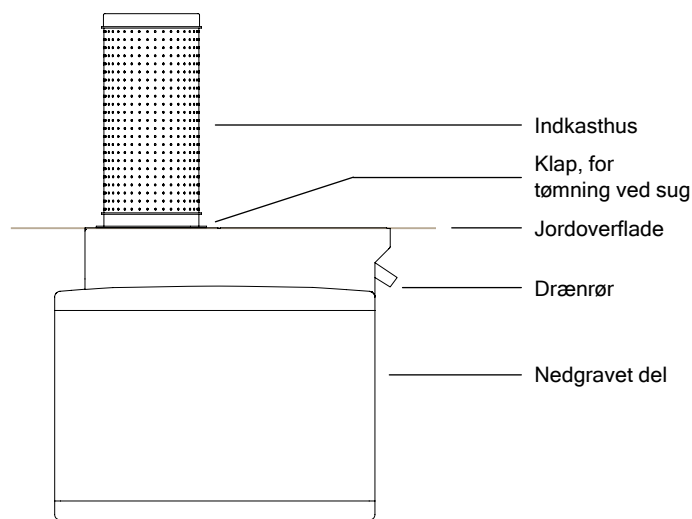 Indkasthus
Klap, for
tømning ved sug
Jordoverflade
Drænrør
Nedgravet del